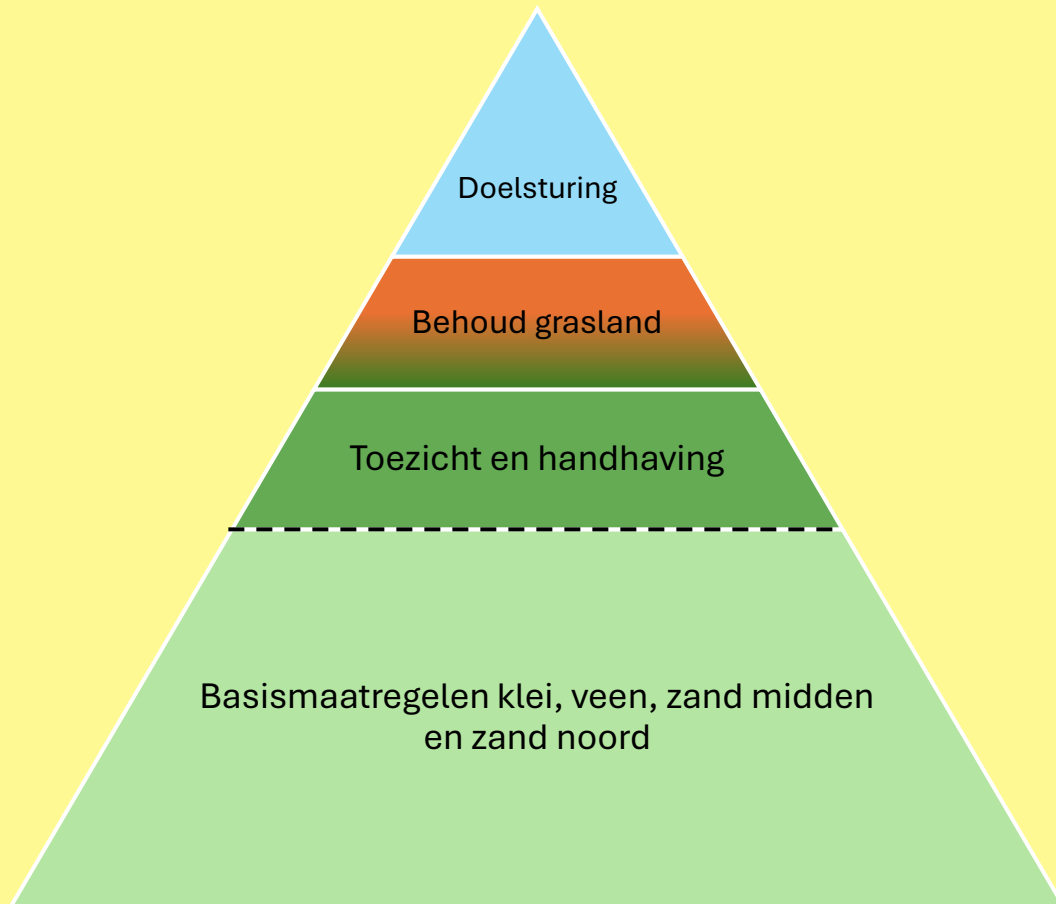 Doelsturing
Behoud grasland
Toezicht en handhaving
Basismaatregelen klei, veen, zand midden
en zand noord